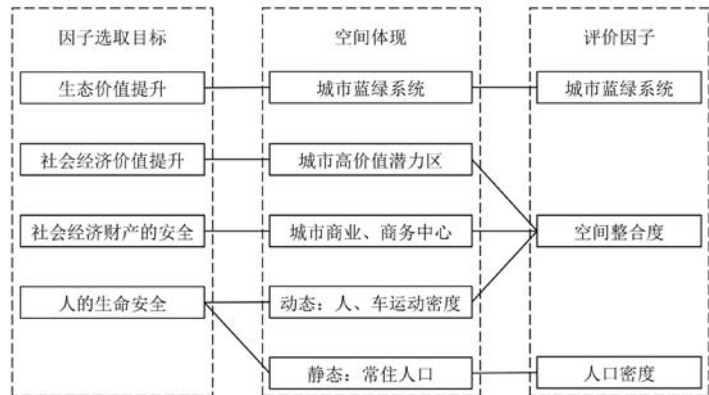 因子选取目标
空间体现
评价因子
生态价值提升
城市蓝绿系统
城市蓝绿系统
社会经济价值提升
城市高价值潜力区
社会经济财产的安全
城市商业、商务中心
空间整合度
人的生命安全
动态：人、车运动密度
静态：常住人口
人口密度